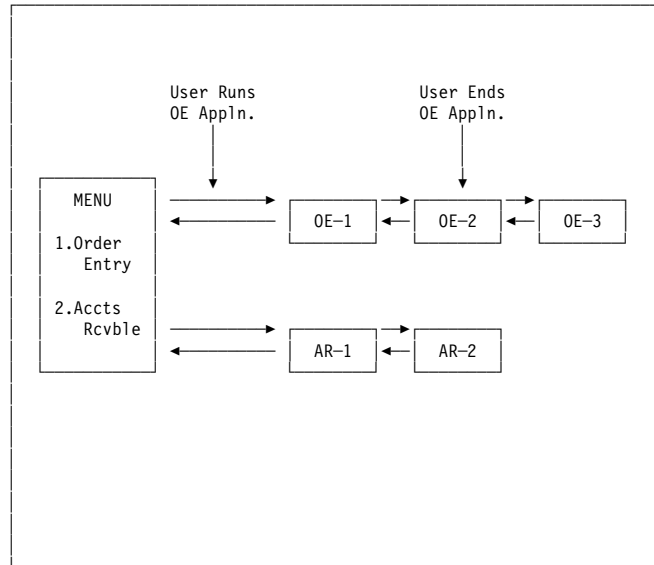 User Runs
OE Appln.
User Ends
OE Appln.
MENU
1.Order
Entry
2.Accts
Rcvble
OE—1
OE—2
OE—3
AR—1
AR—2